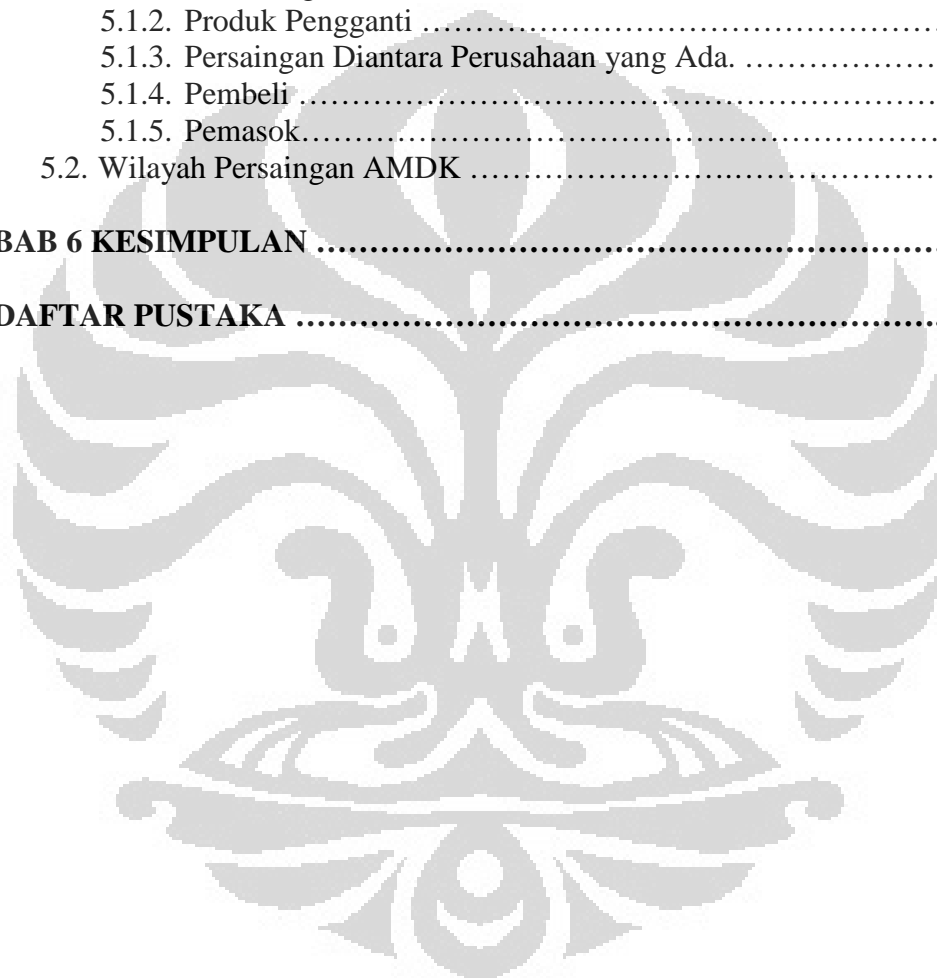 5.1.2. Produk Pengganti ……………………………………………
5.1.3. Persaingan Diantara Perusahaan yang Ada. ………………
5.1.4. Pembeli ………………………………………………………
5.1.5. Pemasok………………………………………………………
5.2. Wilayah Persaingan AMDK ……………………..………………
BAB 6 KESIMPULAN …………………………………………………
DAFTAR PUSTAKA ……………………………………………………